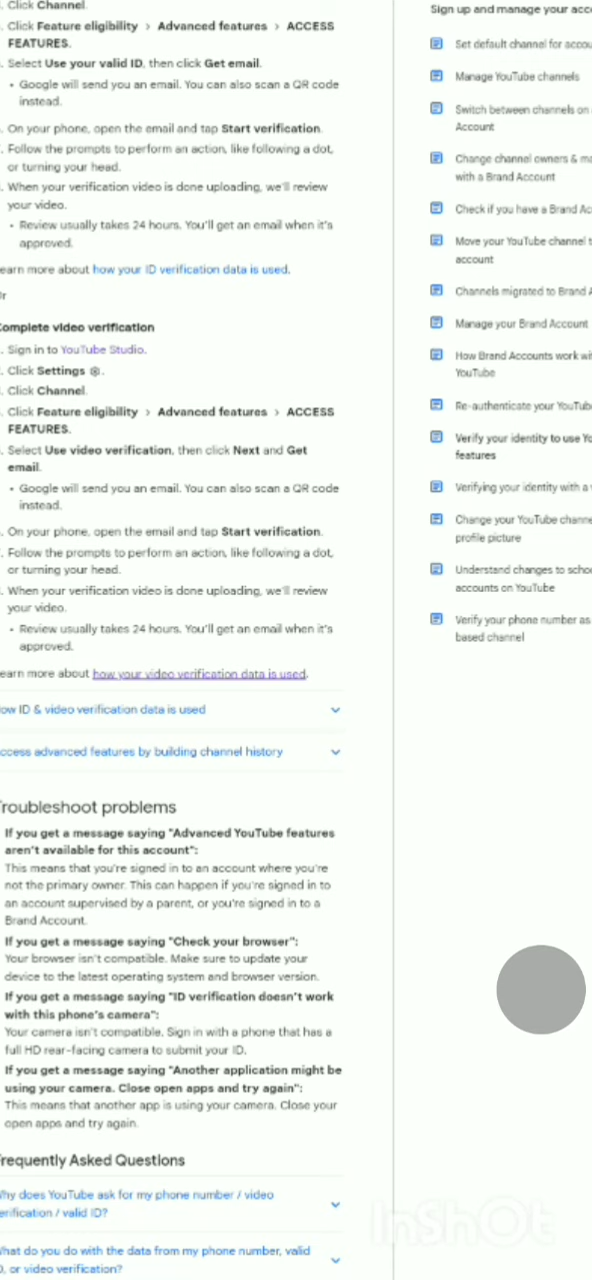 Click Channel.
Click Feature eligibility > Advanced features > ACCESS
FEATURES.
Select Use your valid ID, then click Get email.
• Google will send you an email. You can also scan a QR code
instead.
On your phone, open the email and tap Start verification.
Follow the prompts to perform an action, like following a dot,
or turning your head.
When your verification video is done uploading, we'll review
your video.
• Review usually takes 24 hours. You'll get an email when it's
approved.
earn more about how your ID verification data is used.
r
omplete video verification
. Sign in to YouTube Studio.
. Click Settings
. Click Channel.
Click Feature eligibility > Advanced features > ACCESS
FEATURES.
Select Use video verification, then click Next and Get
email.
• Google will send you an email. You can also scan a QR code
instead.
On your phone, open the email and tap Start verification.
Follow the prompts to perform an action, like following a dot,
or turning your head.
When your verification video is done uploading, we'll review
your video.
• Review usually takes 24 hours. You'll get an email when it's
approved.
earn more about how your video verification data is used.
ow ID & video verification data is used
ccess advanced features by building channel history
Troubleshoot problems
If you get a message saying "Advanced YouTube features
aren't available for this account":
This means that you're signed in to an account where you're
not the primary owner. This can happen if you're signed in to
an account supervised by a parent, or you're signed in to a
Brand Account.
If you get a message saying "Check your browser":
Your browser isn't compatible. Make sure to update your
device to the latest operating system and browser version.
If you get a message saying "ID verification doesn't work
with this phone's camera":
Your camera isn't compatible. Sign in with a phone that has a
full HD rear-facing camera to submit your ID.
If you get a message saying "Another application might be
using your camera. Close open apps and try again":
This means that another app is using your camera. Close your
open apps and try again.
Frequently Asked Questions
Why does YouTube ask for my phone number / video
verification / valid ID?
What do you do with the data from my phone number, valid
ID, or video verification?
Sign up and manage your acc
Set default channel for accou
Manage YouTube channels
Switch between channels on
Account
Change channel owners & ma
with a Brand Account
Check if you have a Brand Ac
Move your YouTube channel t
account
Channels migrated to Brand A
Manage your Brand Account
How Brand Accounts work wi
YouTube
Re-authenticate your YouTub
Verify your identity to use Yo
features
Verifying your identity with a v
Change your YouTube channe
profile picture
Understand changes to schoo
accounts on YouTube
Verify your phone number as
based channel
InShOt